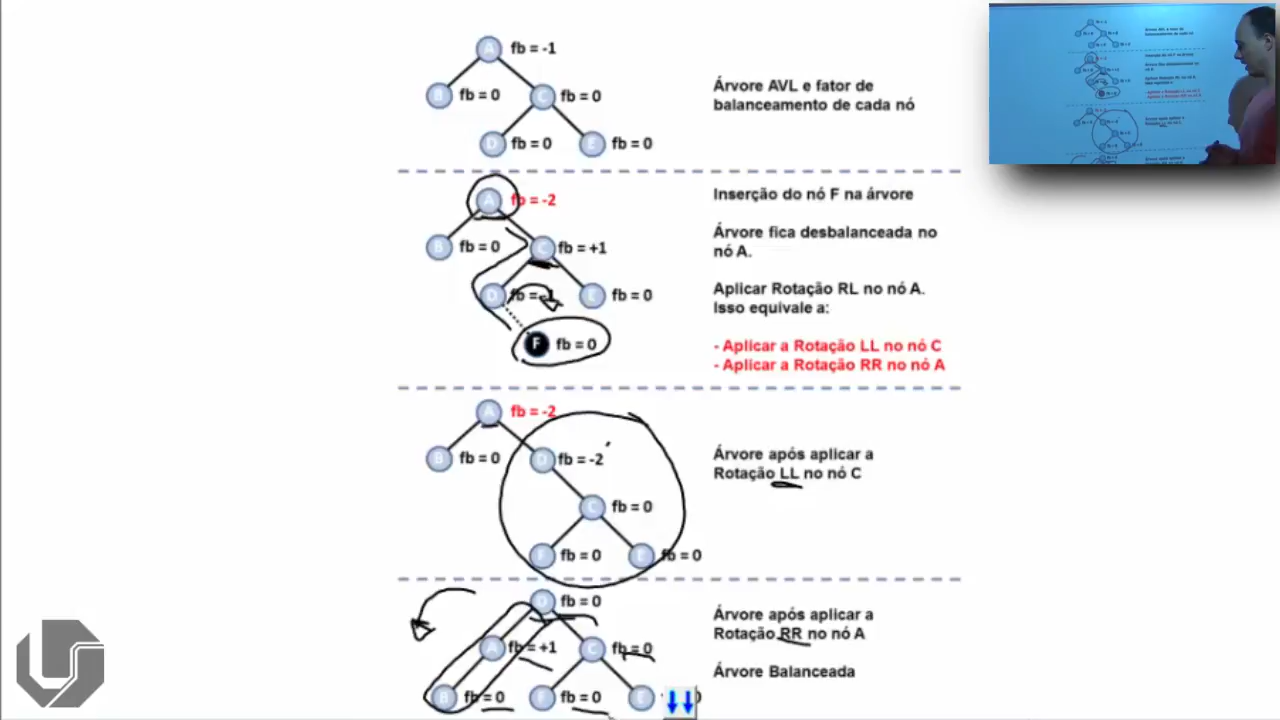 A fb = -1
B fb = 0 C fb = 0
D fb = 0 E fb = 0
Árvore AVL e fator de
balanceamento de cada nó
A fb = -2
B fb = 0 C fb = +1
D fb = -1 E fb = 0
F fb = 0
Inserção do nó F na árvore
Árvore fica desbalanceada no
nó A.
Aplicar Rotação RL no nó A.
Isso equivale a:
- Aplicar a Rotação LL no nó C
- Aplicar a Rotação RR no nó A
A fb = -2
B fb = 0 D fb = -2
C fb = 0
F fb = 0 E fb = 0
Árvore após aplicar a
Rotação LL no nó C
D fb = 0
A fb = +1 C fb = 0
B fb = 0 F fb = 0 E
Árvore após aplicar a
Rotação RR no nó A
Árvore Balanceada